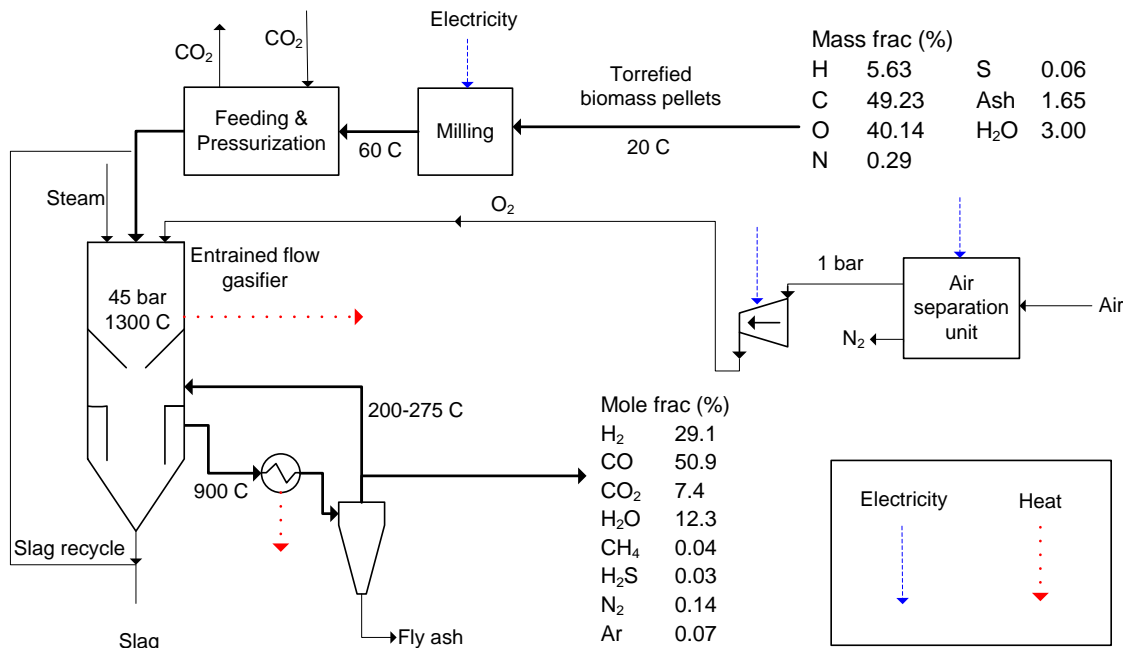 Electricity
CO2
CO2
Mass frac (%)
H 5.63 S 0.06
C 49.23 Ash 1.65
O 40.14 H2O 3.00
N 0.29
Torrefied
biomass pellets
Feeding &
Pressurization
Milling
60 C
20 C
Steam
O2
Entrained flow
gasifier
1 bar
Air
separation
unit
Air
45 bar
1300 C
N2
200-275 C
Mole frac (%)
H2 29.1
CO 50.9
CO2 7.4
H2O 12.3
CH4 0.04
H2S 0.03
N2 0.14
Ar 0.07
900 C
Electricity
Heat
Slag recycle
Slag
Fly ash